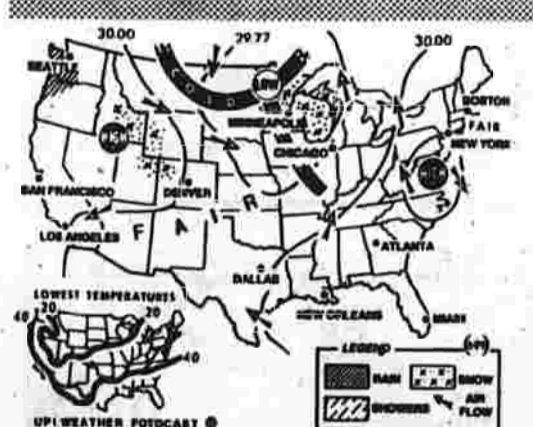 30.00
29.77
30.00
SEATTLE
COLD
LOW
MINNEAPOLIS
BOSTON
FAIR
NEW YORK
CHICAGO
SAN FRANCISCO
DENVER
LOS ANGELES
FAIR
ATLANTA
DALLAS
NEW ORLEANS
MIAMI
LOWEST TEMPERATURES
40
20
20
40
LEGEND
RAIN
SNOW
SHOWERS
AIR
FLOW
UPI WEATHER FOTOCAST